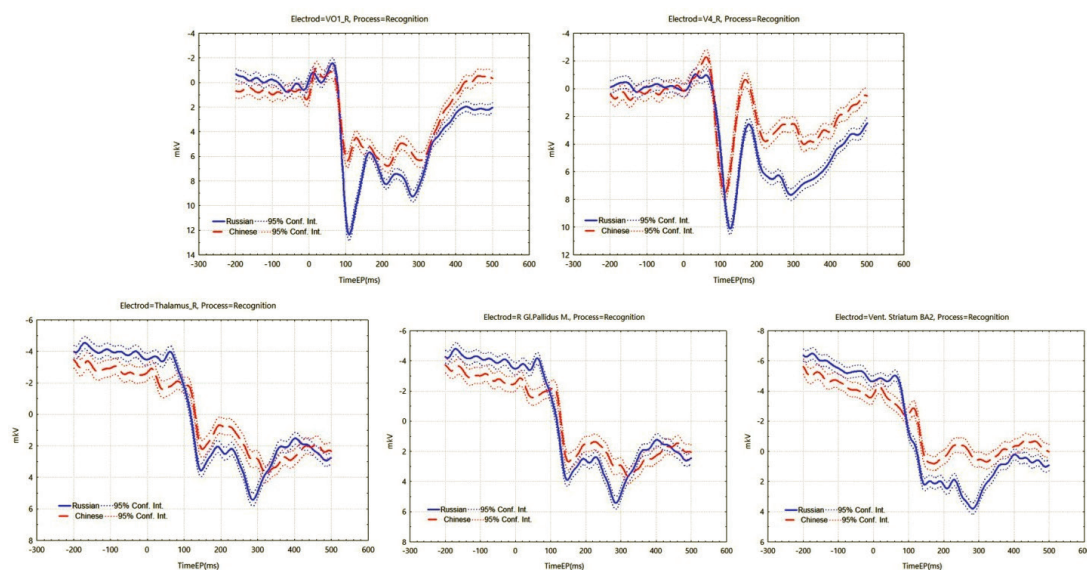 Electrod=VO1_R, Process=Recognition
-4
-2
0
2
4
6
8
10
12
14
mkV
Russian 95% Conf. Int.
Chinese 95% Conf. Int.
-300 -200 -100 0 100 200 300 400 500 600
TimeEP(ms)
Electrod=V4_R, Process=Recognition
-4
-2
0
2
4
6
8
10
12
mkV
Russian 95% Conf. Int.
Chinese 95% Conf. Int.
-300 -200 -100 0 100 200 300 400 500 600
TimeEP(ms)
Electrod=Thalamus_R, Process=Recognition
-6
-4
-2
0
2
4
6
8
mkV
Russian 95% Conf. Int.
Chinese 95% Conf. Int.
-300 -200 -100 0 100 200 300 400 500 600
TimeEP(ms)
Electrod=R Gl.Pallidus M., Process=Recognition
-6
-4
-2
0
2
4
6
8
mkV
Russian 95% Conf. Int.
Chinese 95% Conf. Int.
-300 -200 -100 0 100 200 300 400 500 600
TimeEP(ms)
Electrod=Vent. Striatum BA2, Process=Recognition
-8
-6
-4
-2
0
2
4
6
mkV
Russian 95% Conf. Int.
Chinese 95% Conf. Int.
-300 -200 -100 0 100 200 300 400 500 600
TimeEP(ms)